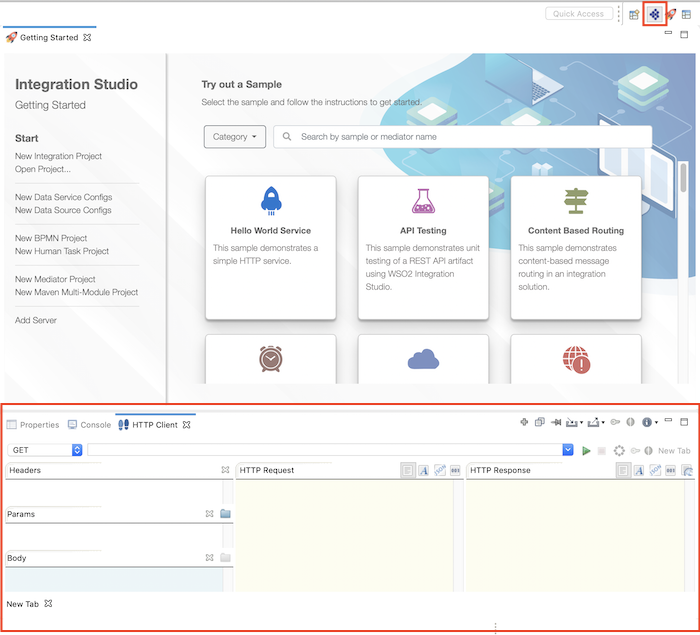 Quick Access
Getting Started
Integration Studio
Getting Started
Start
New Integration Project
Open Project...
New Data Service Configs
New Data Source Configs
New BPMN Project
New Human Task Project
New Mediator Project
New Maven Multi-Module Project
Add Server
Try out a Sample
Select the sample and follow the instructions to get started.
Category
Search by sample or mediator name
Hello World Service
This sample demonstrates a
simple HTTP service.
API Testing
This sample demonstrates unit
testing of a REST API artifact
using WSO2 Integration
Studio.
Content Based Routing
This sample demonstrates
content-based message
routing in an integration
solution.
Properties
Console
HTTP Client
GET
New Tab
Headers
HTTP Request
HTTP Response
Params
Body
New Tab